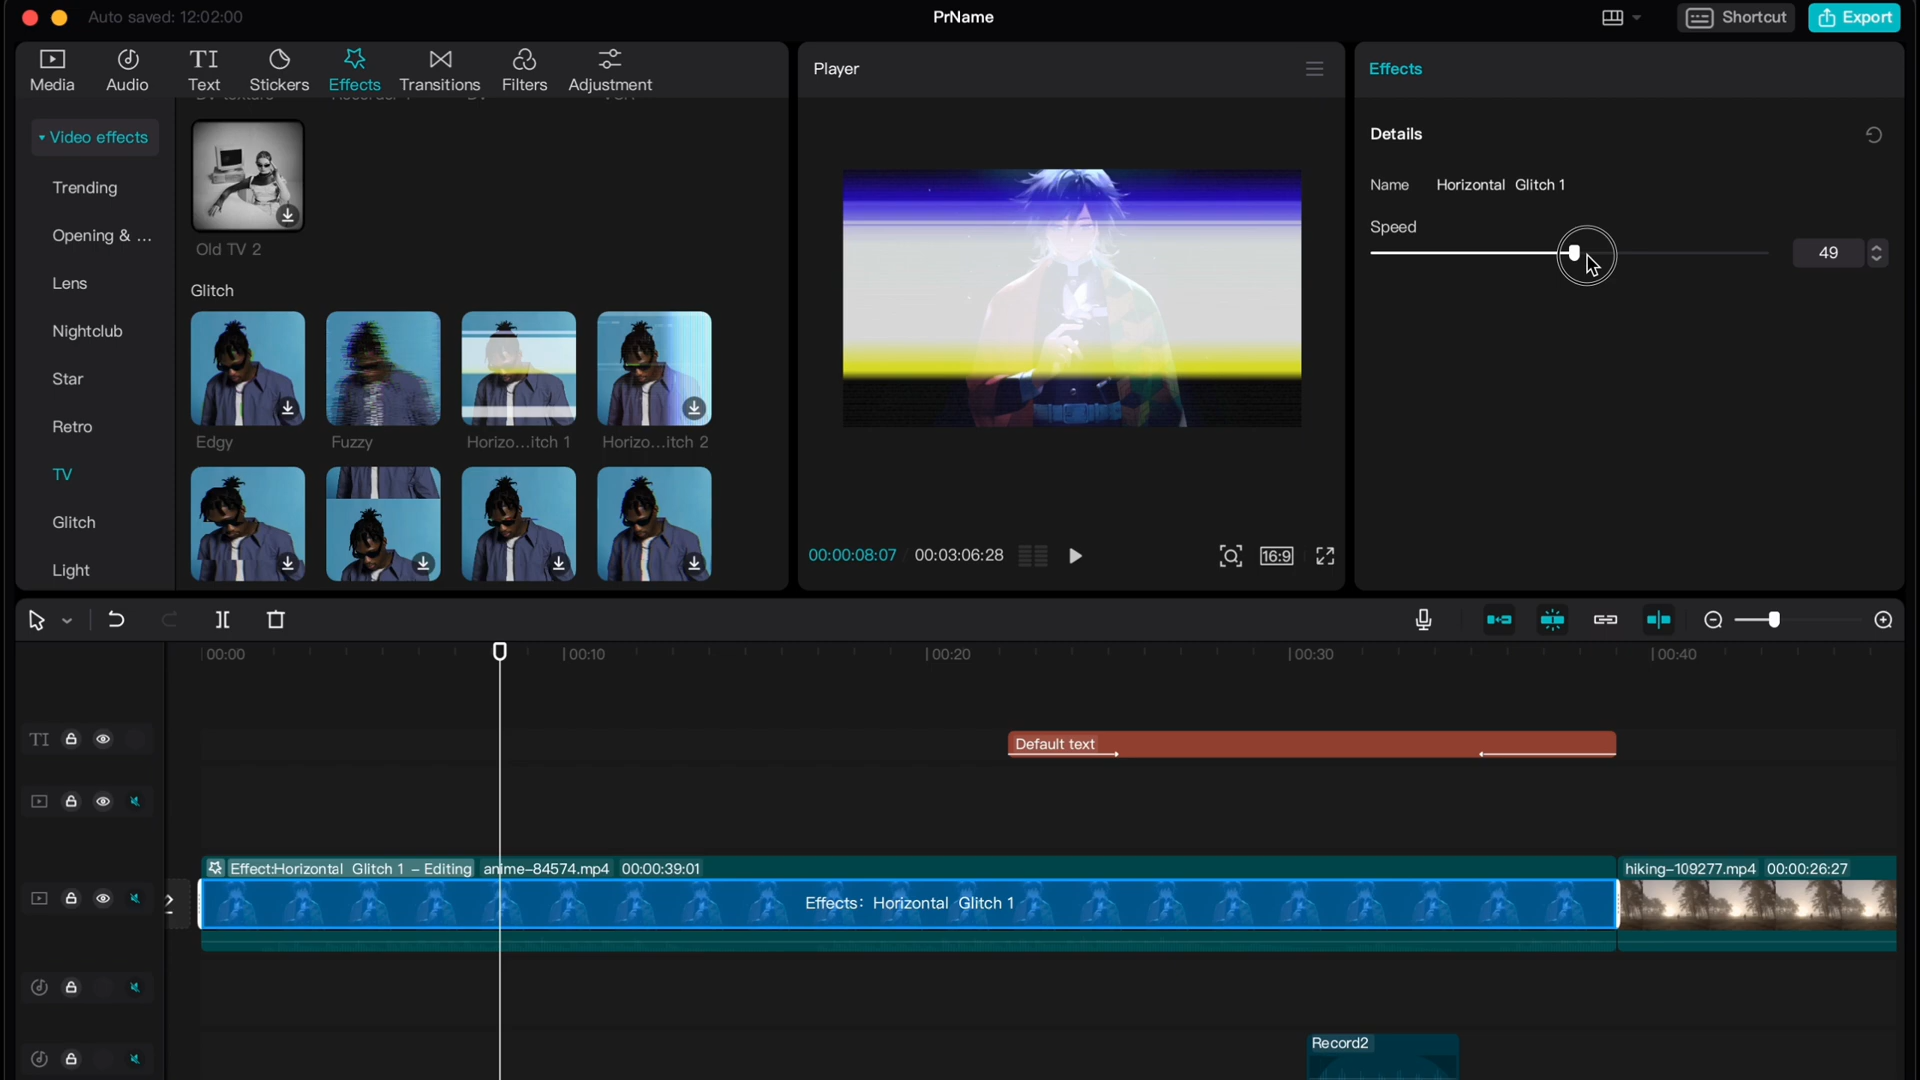 Auto saved: 12:02:00
PrName
Shortcut
Export
Media
Audio
TI
Text
Stickers
Effects
Transitions
Filters
Adjustment
Player
Effects
Video effects
Trending
Opening & ...
Lens
Nightclub
Star
Retro
TV
Glitch
Light
Old TV 2
Glitch
Edgy
Fuzzy
Horizo...itch 1
Horizo...itch 2
Details
Name Horizontal Glitch 1
Speed
49
00:00:08:07 / 00:03:06:28
16:9
00:00
00:10
00:20
00:30
00:40
TI
Default text
Effect:Horizontal Glitch 1 – Editing anime–84574.mp4 00:00:39:01
hiking–109277.mp4 00:00:26:27
Effects: Horizontal Glitch 1
Record2